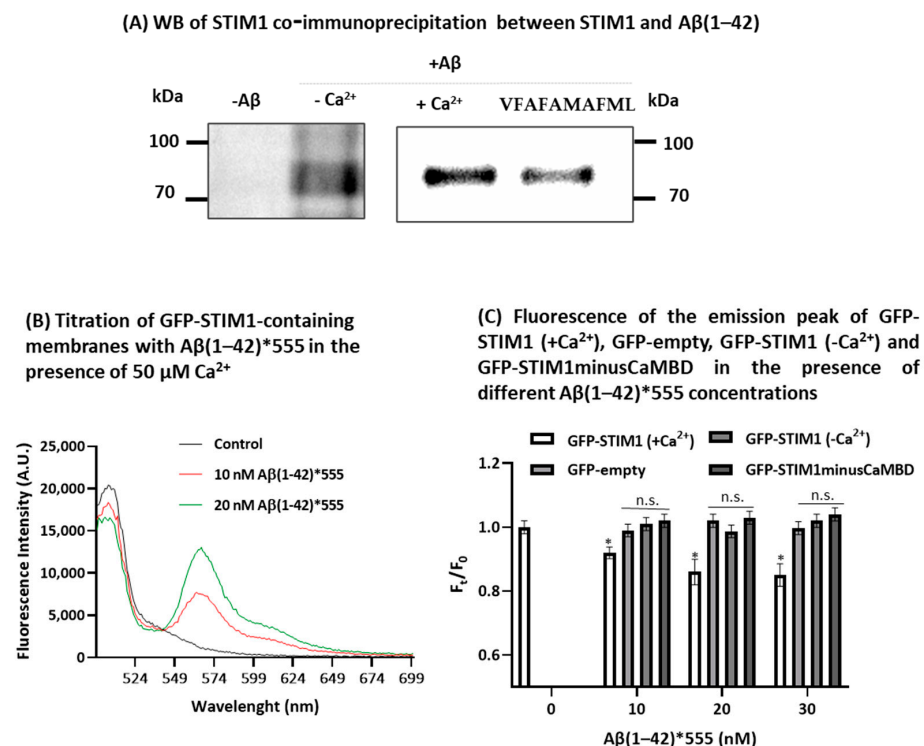 (A) WB of STIM1 co-immunoprecipitation between STIM1 and Aβ(1–42)
+Aβ
kDa
-Aβ
- Ca²⁺
+ Ca²⁺
VFAFAMAFML
kDa
100
70
100
70
(B) Titration of GFP-STIM1-containing
membranes with Aβ(1–42)*555 in the
presence of 50 µM Ca²⁺
25,000
20,000
15,000
10,000
5,000
0
Fluorescence Intensity (A.U.)
Control
10 nM Aβ(1-42)*555
20 nM Aβ(1-42)*555
524 549 574 599 624 649 674 699
Wavelenght (nm)
(C) Fluorescence of the emission peak of GFP-
STIM1 (+Ca²⁺), GFP-empty, GFP-STIM1 (-Ca²⁺) and
GFP-STIM1minusCaMBD in the presence of
different Aβ(1–42)*555 concentrations
GFP-STIM1 (+Ca²⁺)
GFP-STIM1 (-Ca²⁺)
GFP-empty
GFP-STIM1minusCaMBD
1.2
1.0
0.8
0.6
Fₜ/F₀
n.s.
n.s.
n.s.
*
*
*
0 10 20 30
Aβ(1–42)*555 (nM)